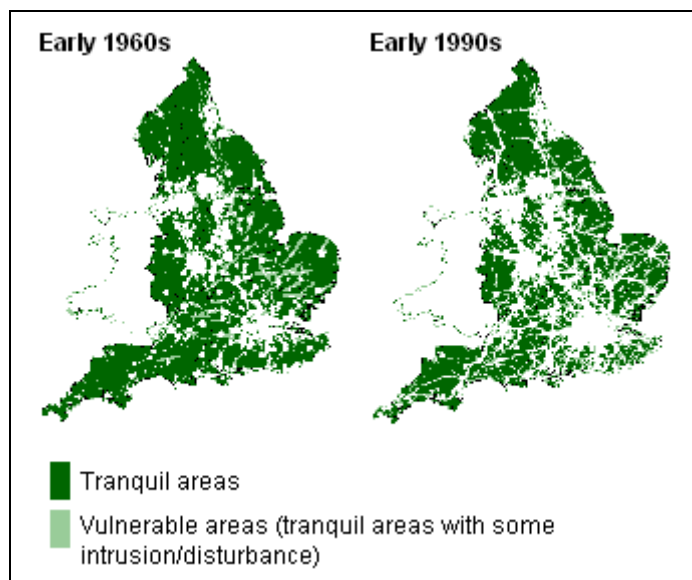 Early 1960s
Early 1990s
Tranquil areas
Vulnerable areas (tranquil areas with some
intrusion/disturbance)